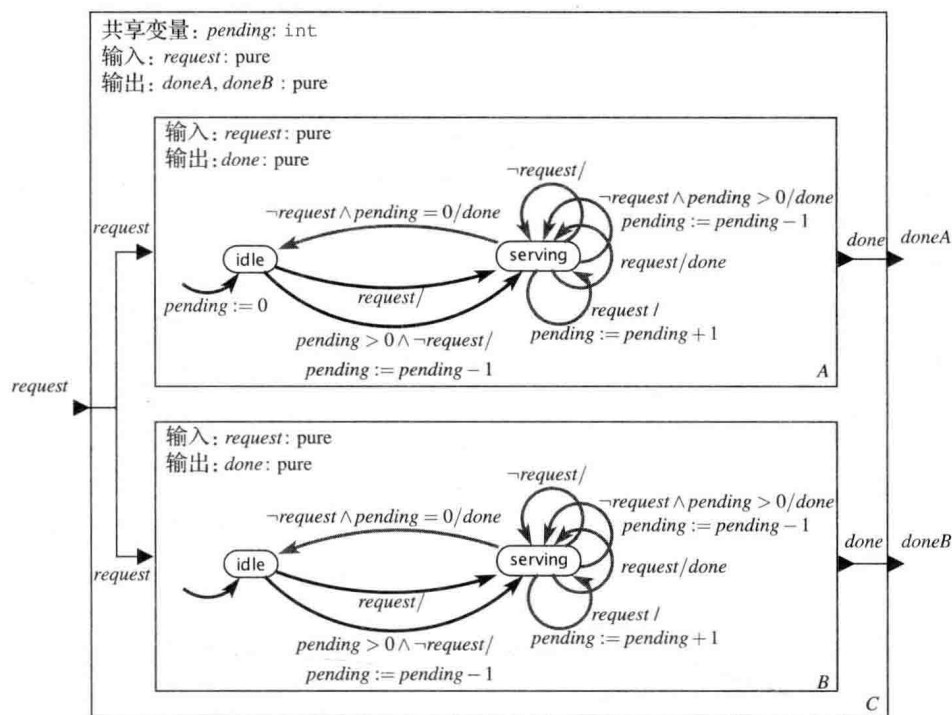 共享变量: pending: int
输入: request: pure
输出: doneA, doneB : pure
输入: request: pure
输出: done: pure
¬request/
¬request ∧ pending > 0/done
pending := pending − 1
¬request ∧ pending = 0/done
request
done
doneA
idle
serving
request/done
request/
pending := 0
request /
pending := pending + 1
pending > 0 ∧ ¬request/
pending := pending − 1
A
request
输入: request: pure
输出: done: pure
¬request/
¬request ∧ pending > 0/done
pending := pending − 1
¬request ∧ pending = 0/done
done
doneB
idle
serving
request
request/done
request/
request /
pending := pending + 1
pending > 0 ∧ ¬request/
pending := pending − 1
B
C